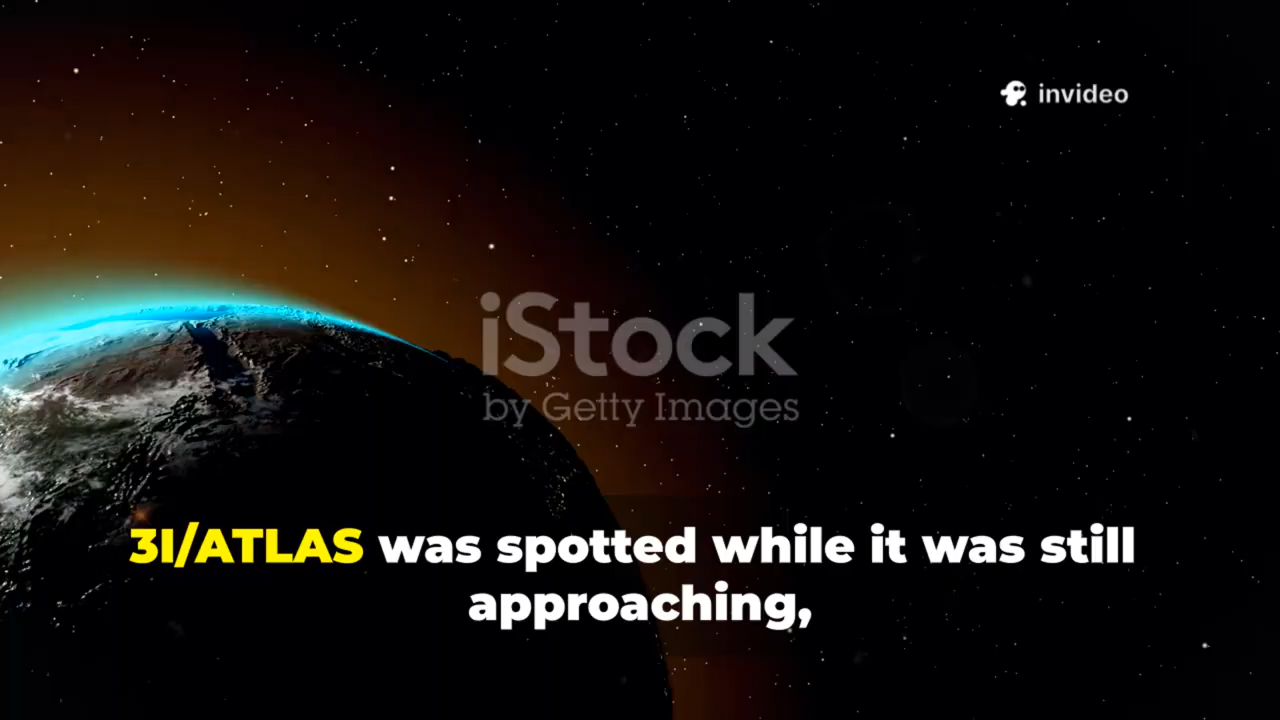 invideo
iStock
by Getty Images
3I/ATLAS was spotted while it was still
approaching,